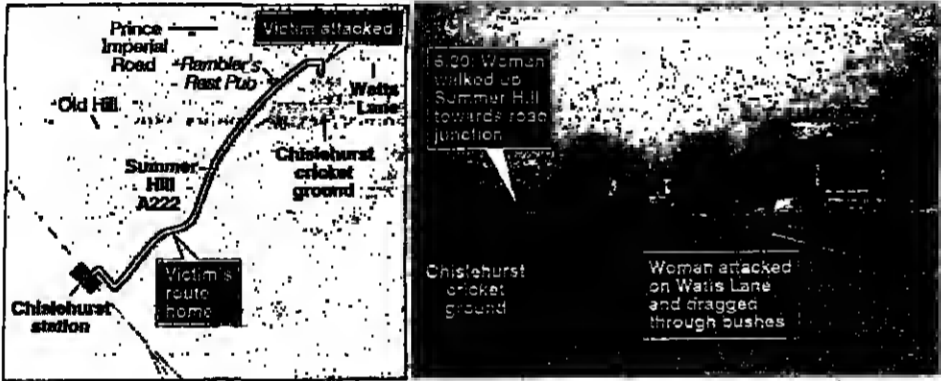 Prince
Imperial
Road
Victim attacked
Rambler's
Rest Pub
Watts
Lane
Old Hill
Chislehurst
cricket
ground
Summer
Hill
A222
Victim's
route
home
Chislehurst
station
6.20: Woman
walked up
Summer Hill
towards road
junction
Chislehurst
cricket
ground
Woman attacked
on Watts Lane
and dragged
through bushes